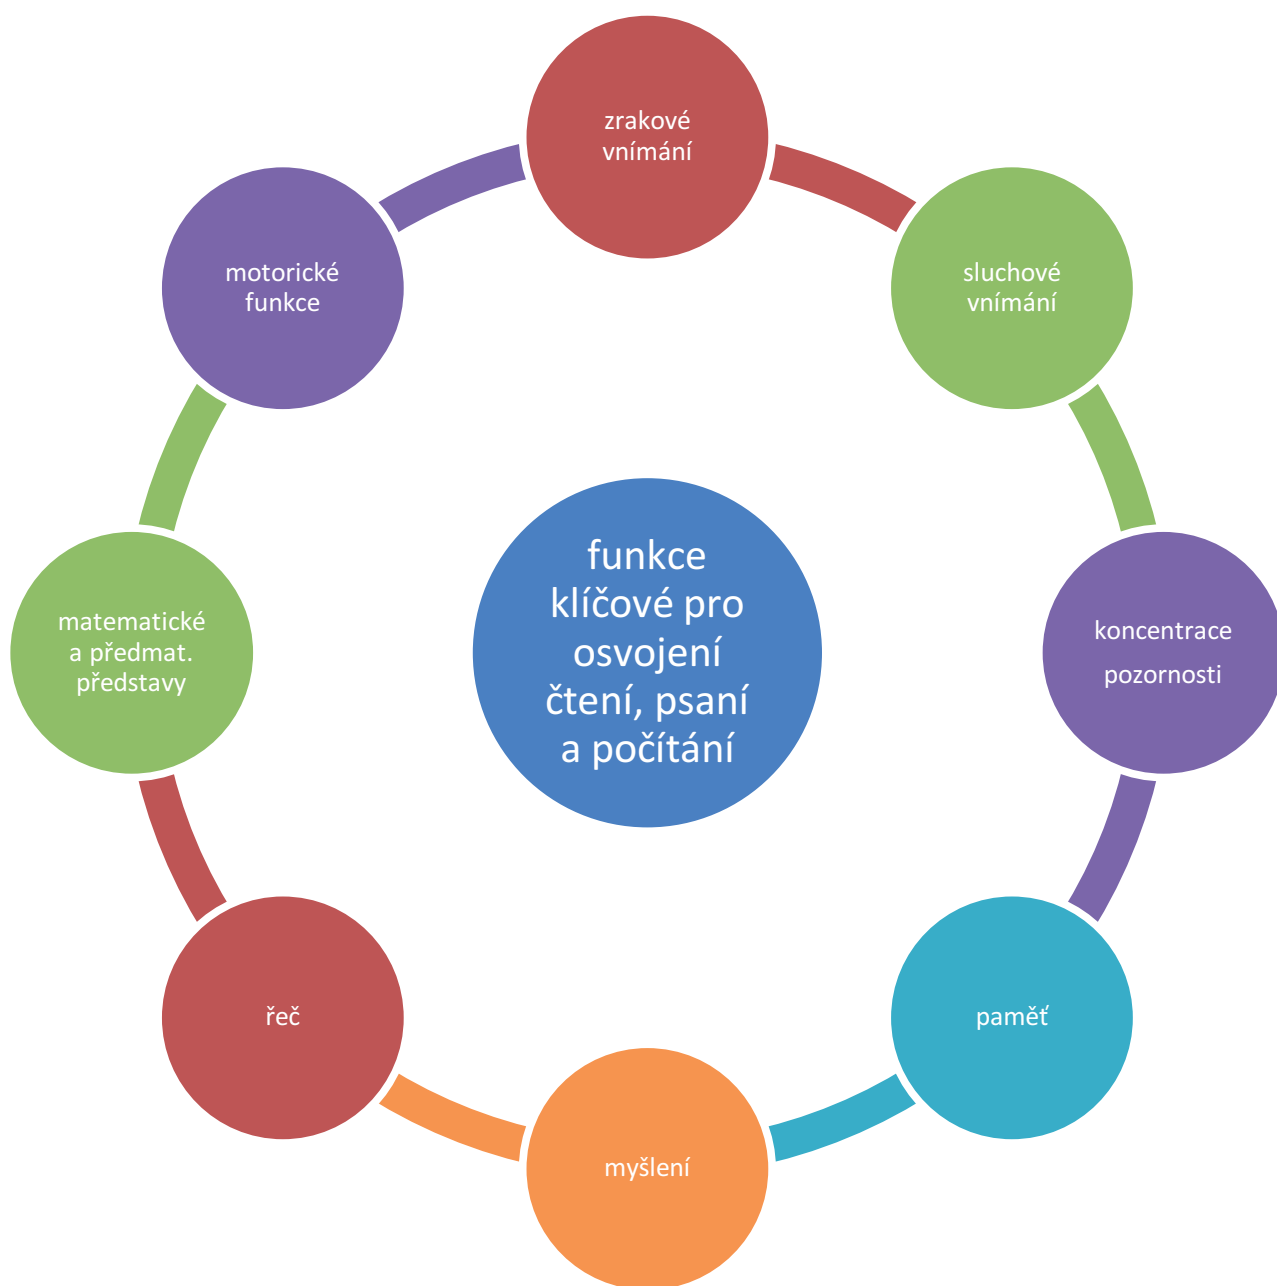 zrakové
vnímání
sluchové
vnímání
koncentrace
pozornosti
paměť
myšlení
řeč
matematické
a předmat.
představy
motorické
funkce
funkce
klíčové pro
osvojení
čtení, psaní
a počítání